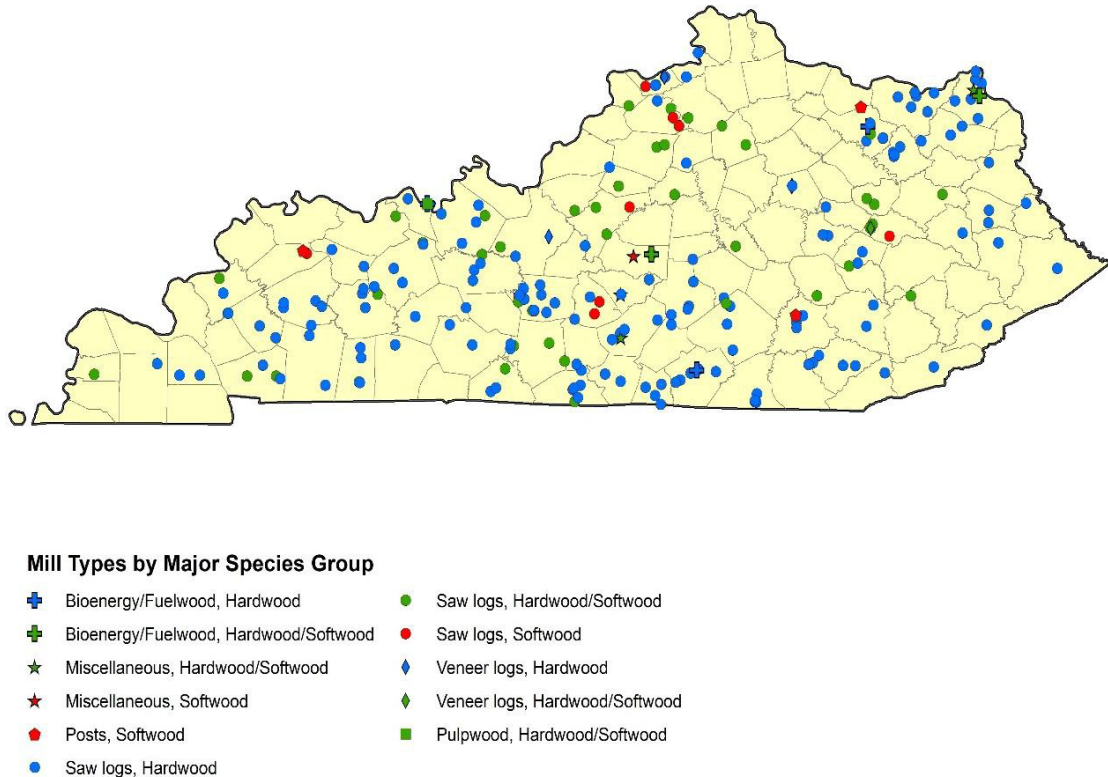 Mill Types by Major Species Group
Bioenergy/Fuelwood, Hardwood
Bioenergy/Fuelwood, Hardwood/Softwood
Miscellaneous, Hardwood/Softwood
Miscellaneous, Softwood
Posts, Softwood
Saw logs, Hardwood
Saw logs, Hardwood/Softwood
Saw logs, Softwood
Veneer logs, Hardwood
Veneer logs, Hardwood/Softwood
Pulpwood, Hardwood/Softwood